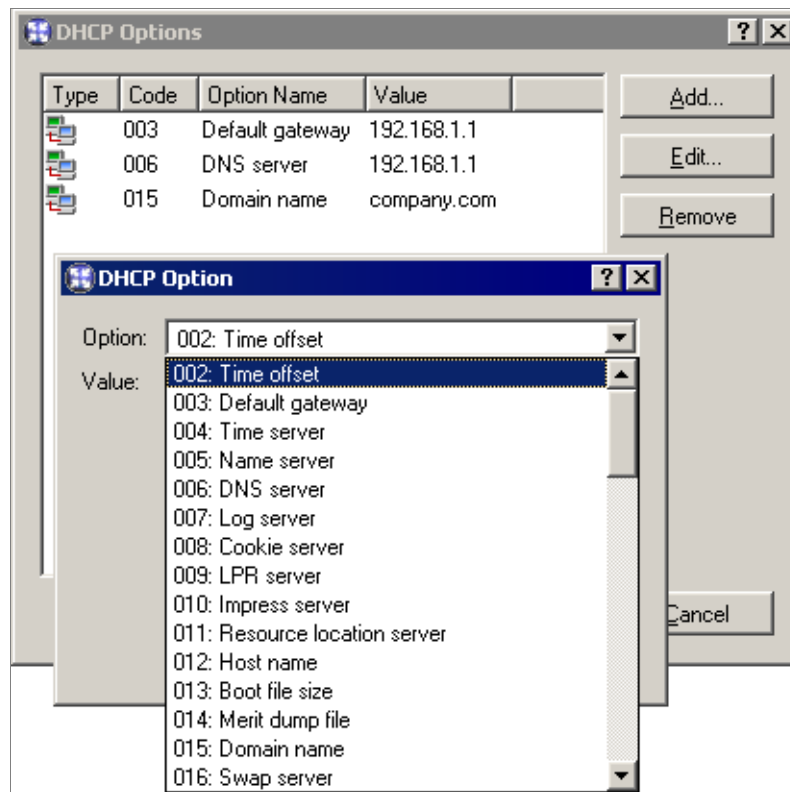 DHCP Options
Type Code Option Name Value
003 Default gateway 192.168.1.1
006 DNS server 192.168.1.1
015 Domain name company.com
Add...
Edit...
Remove
DHCP Option
Option: 002: Time offset
Value:
002: Time offset
003: Default gateway
004: Time server
005: Name server
006: DNS server
007: Log server
008: Cookie server
009: LPR server
010: Impress server
011: Resource location server
012: Host name
013: Boot file size
014: Merit dump file
015: Domain name
016: Swap server
Cancel